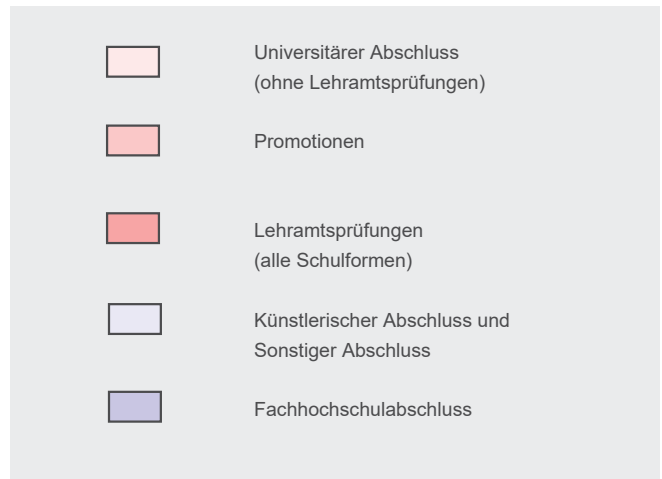 Universitärer Abschluss
(ohne Lehramtsprüfungen)
Promotionen
Lehramtsprüfungen
(alle Schulformen)
Künstlerischer Abschluss und
Sonstiger Abschluss
Fachhochschulabschluss